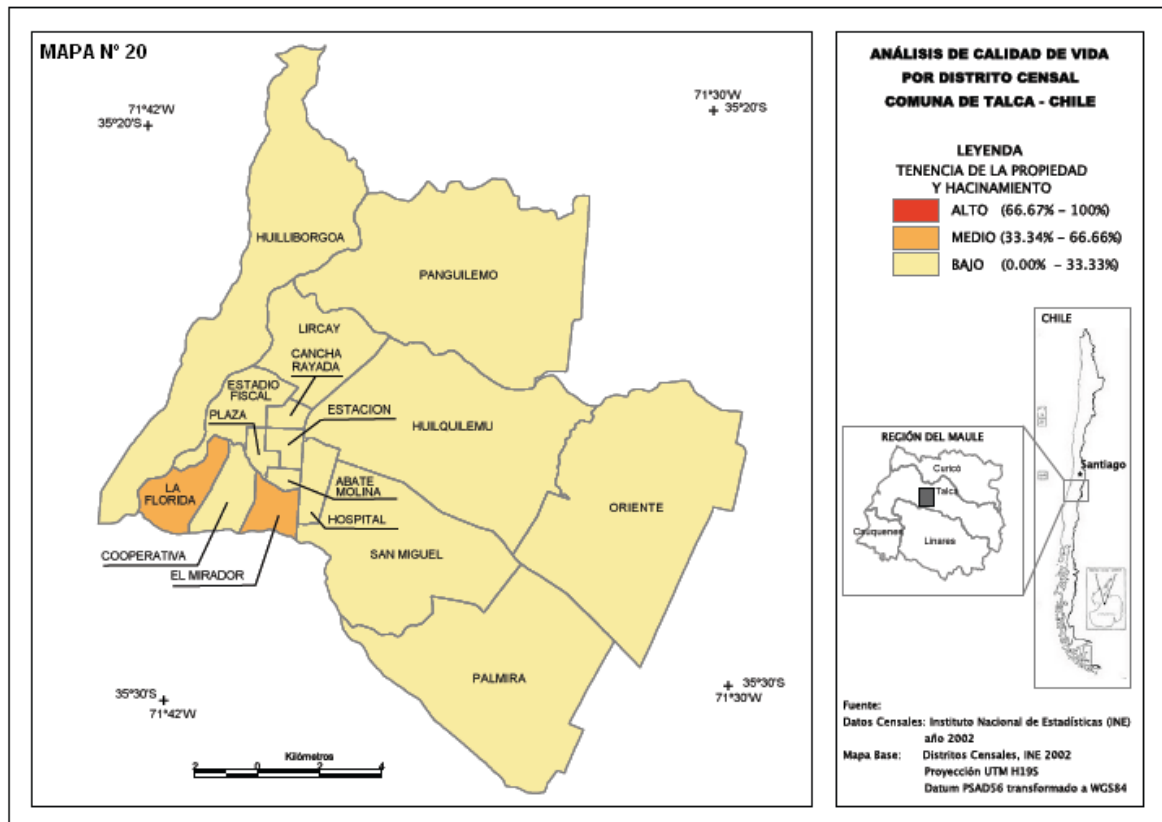 MAPA N° 20
71°42'W
35°20'S
71°30'W
35°20'S
HUILLIBORGOA
PANGUILEMO
LIRCAY
CANCHA
RAYADA
ESTADIO
FISCAL
PLAZA
ESTACION
HUILQUILEMU
LA
FLORIDA
ABATE
MOLINA
HOSPITAL
ORIENTE
COOPERATIVA
EL MIRADOR
SAN MIGUEL
PALMIRA
35°30'S
71°42'W
35°30'S
71°30'W
Kilómetros
2 0 2 4
ANÁLISIS DE CALIDAD DE VIDA
POR DISTRITO CENSAL
COMUNA DE TALCA - CHILE
LEYENDA
TENENCIA DE LA PROPIEDAD
Y HACINAMIENTO
ALTO (66.67% - 100%)
MEDIO (33.34% - 66.66%)
BAJO (0.00% - 33.33%)
CHILE
Santiago
REGIÓN DEL MAULE
Curicó
Talca
Cauquenes
Linares
Fuente:
Datos Censales: Instituto Nacional de Estadísticas (INE)
año 2002
Mapa Base: Distritos Censales, INE 2002
Proyección UTM H19S
Datum PSAD56 transformado a WGS84